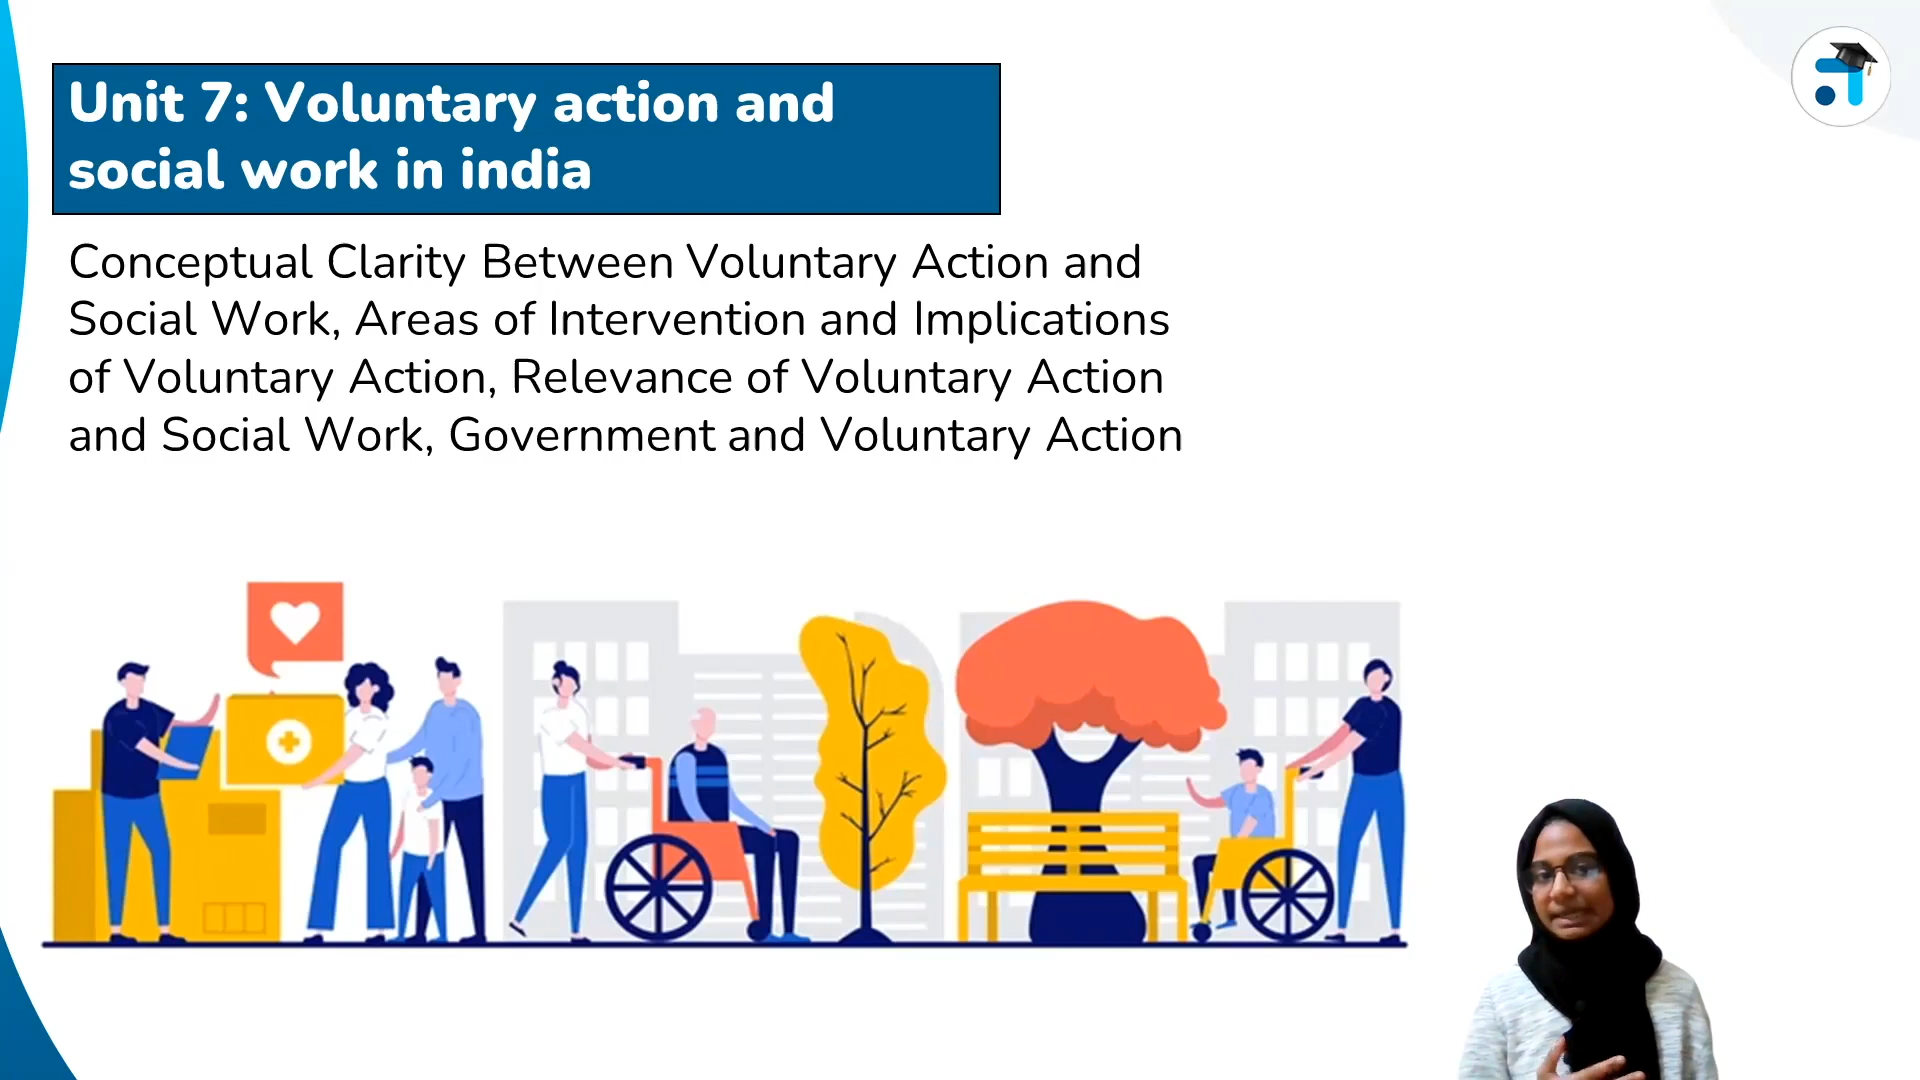 Unit 7: Voluntary action and
social work in india
Conceptual Clarity Between Voluntary Action and
Social Work, Areas of Intervention and Implications
of Voluntary Action, Relevance of Voluntary Action
and Social Work, Government and Voluntary Action